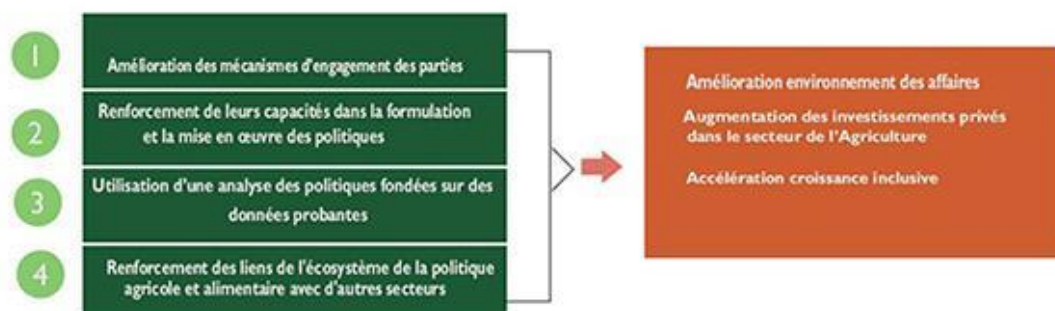 1
Amélioration des mécanismes d'engagement des parties
2
Renforcement de leurs capacités dans la formulation
et la mise en œuvre des politiques
3
Utilisation d'une analyse des politiques fondées sur des
données probantes
4
Renforcement des liens de l'écosystème de la politique
agricole et alimentaire avec d'autres secteurs
Amélioration environnement des affaires
Augmentation des investissements privés
dans le secteur de l'Agriculture
Accélération croissance inclusive